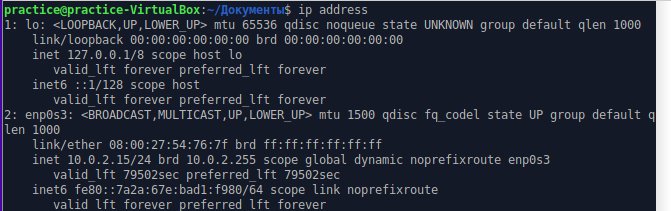 practice@practice-VirtualBox:~/Документы$ ip address
1: lo: <LOOPBACK,UP,LOWER_UP> mtu 65536 qdisc noqueue state UNKNOWN group default qlen 1000
    link/loopback 00:00:00:00:00:00 brd 00:00:00:00:00:00
    inet 127.0.0.1/8 scope host lo
       valid_lft forever preferred_lft forever
    inet6 ::1/128 scope host
       valid_lft forever preferred_lft forever
2: enp0s3: <BROADCAST,MULTICAST,UP,LOWER_UP> mtu 1500 qdisc fq_codel state UP group default q
len 1000
    link/ether 08:00:27:54:76:7f brd ff:ff:ff:ff:ff:ff
    inet 10.0.2.15/24 brd 10.0.2.255 scope global dynamic noprefixroute enp0s3
       valid_lft 79502sec preferred_lft 79502sec
    inet6 fe80::7a2a:67e:bad1:f980/64 scope link noprefixroute
       valid_lft forever preferred_lft forever